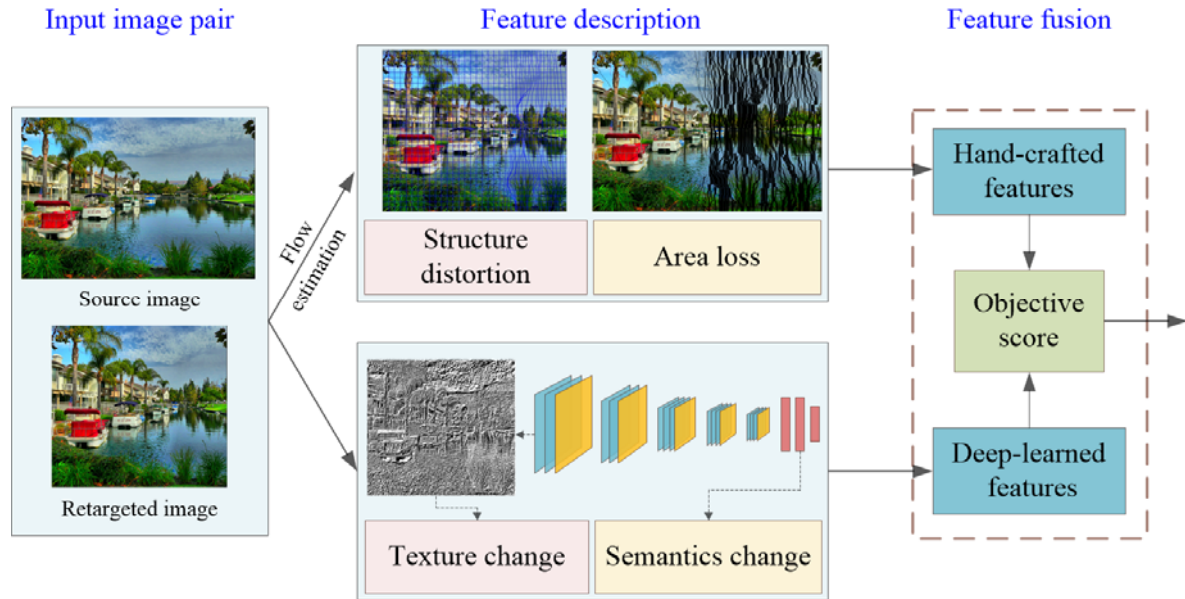 Input image pair
Feature description
Feature fusion
Source image
Retargeted image
Flow
estimation
Structure
distortion
Area loss
Texture change
Semantics change
Hand-crafted
features
Objective
score
Deep-learned
features